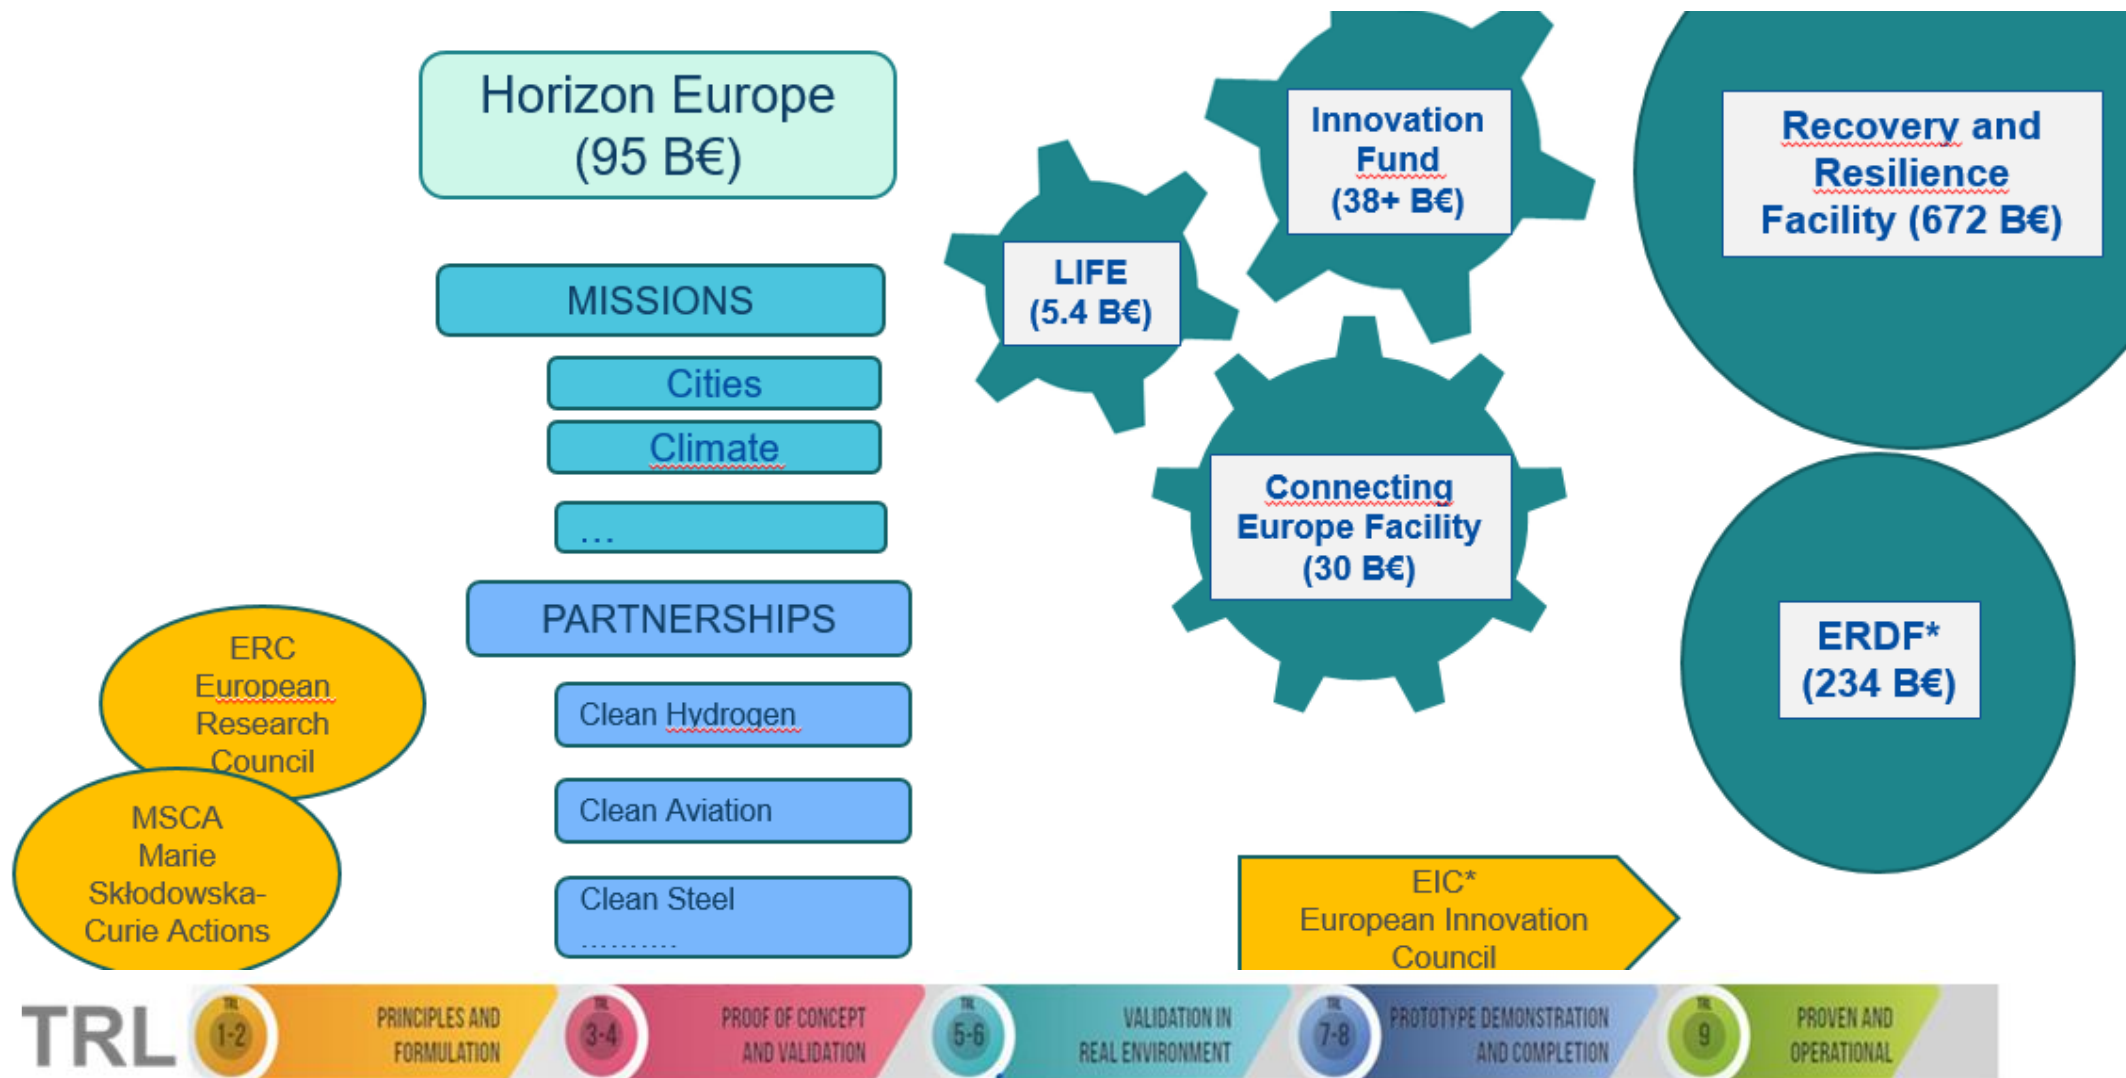 Horizon Europe
(95 B€)
MISSIONS
Cities
Climate
...
PARTNERSHIPS
Clean Hydrogen
Clean Aviation
Clean Steel
..........
ERC
European
Research
Council
MSCA
Marie
Skłodowska-
Curie Actions
LIFE
(5.4 B€)
Innovation
Fund
(38+ B€)
Connecting
Europe Facility
(30 B€)
Recovery and
Resilience
Facility (672 B€)
ERDF*
(234 B€)
EIC*
European Innovation
Council
TRL
TRL
1-2
PRINCIPLES AND
FORMULATION
TRL
3-4
PROOF OF CONCEPT
AND VALIDATION
TRL
5-6
VALIDATION IN
REAL ENVIRONMENT
TRL
7-8
PROTOTYPE DEMONSTRATION
AND COMPLETION
TRL
9
PROVEN AND
OPERATIONAL